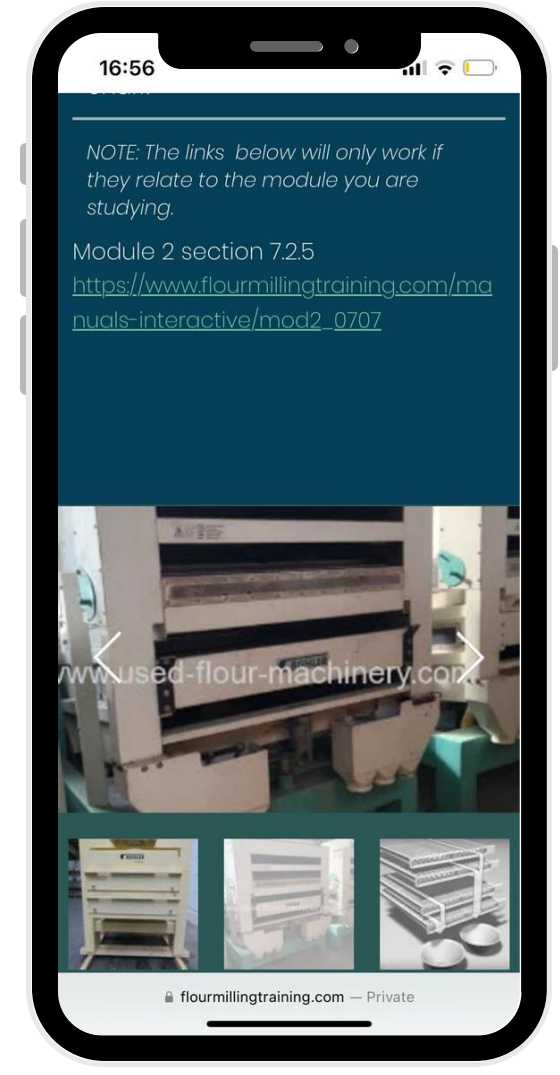 16:56
NOTE: The links below will only work if
they relate to the module you are
studying.
Module 2 section 7.2.5
https://www.flourmillingtraining.com/ma
nuals-interactive/mod2_0707
www.used-flour-machinery.com
flourmillingtraining.com — Private